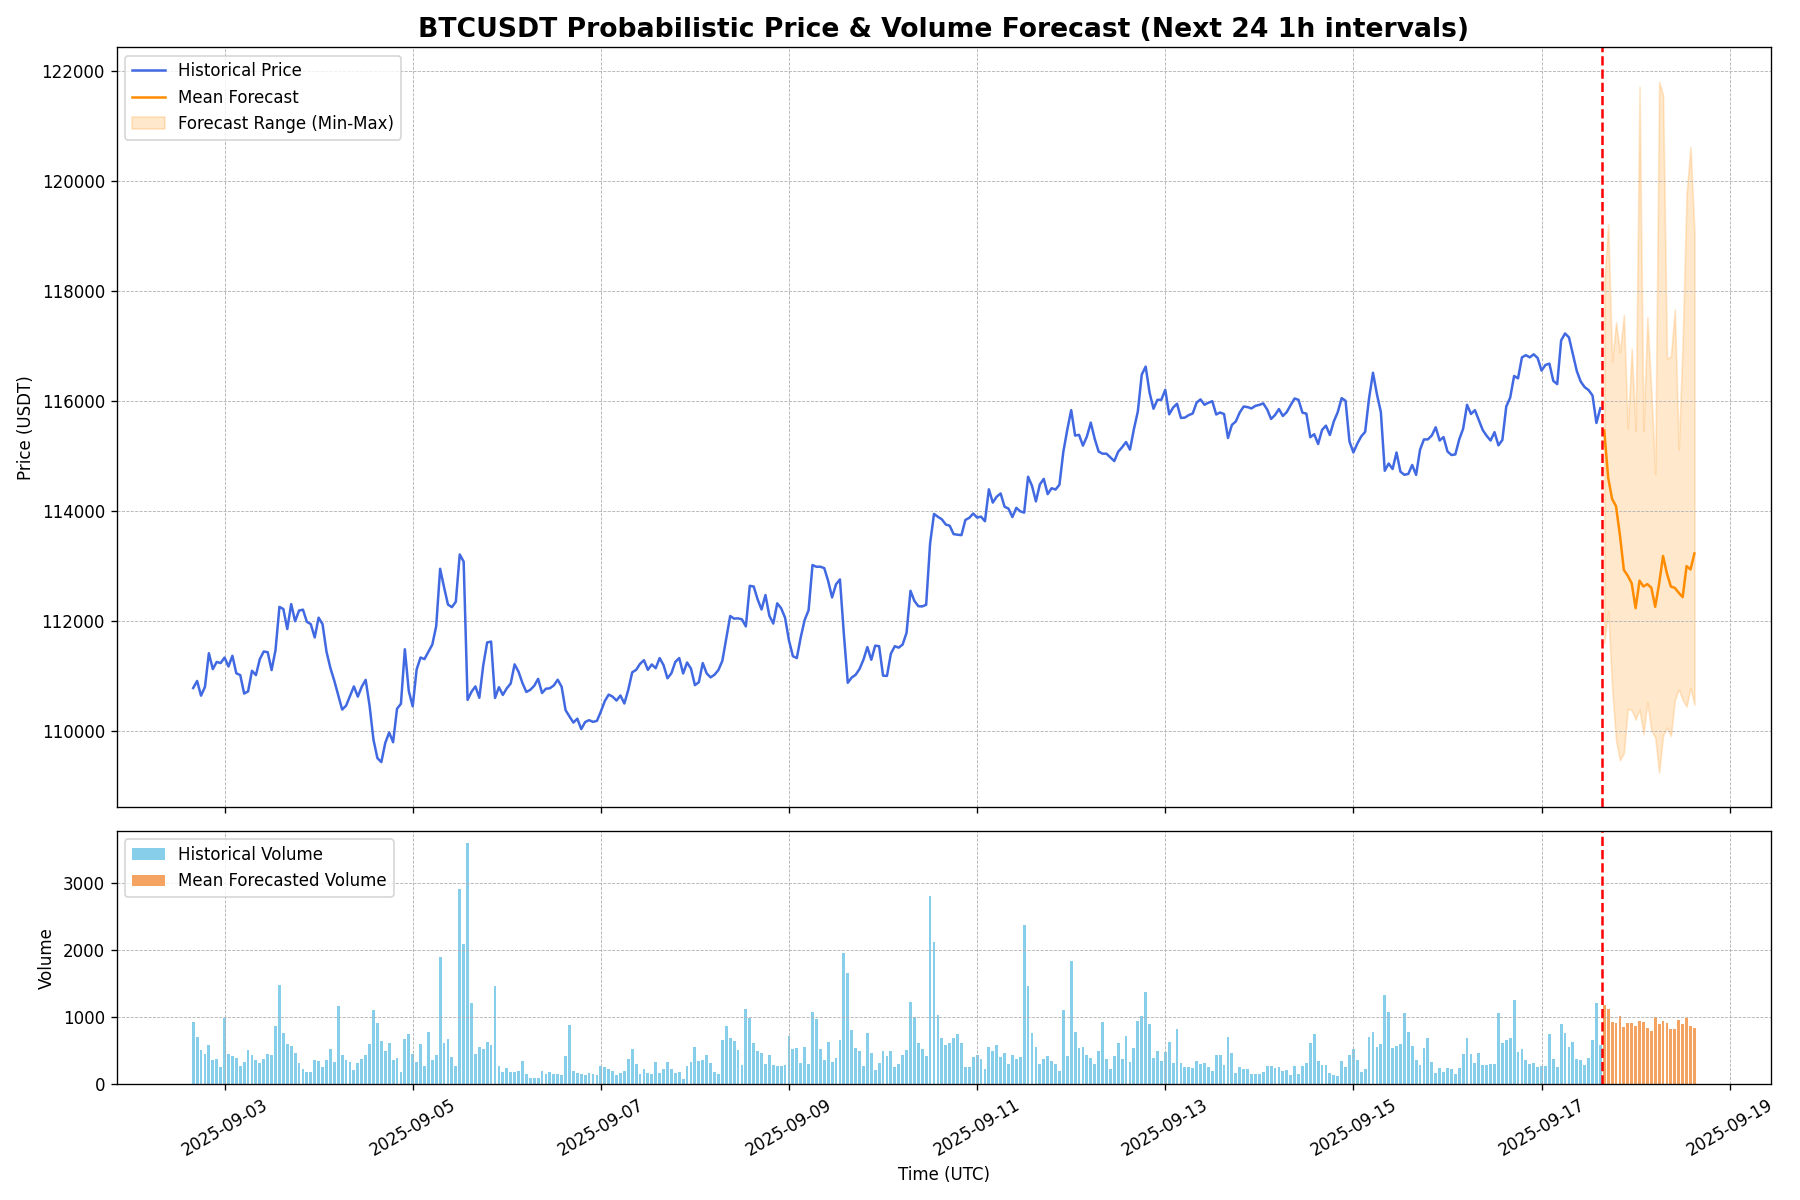 BTCUSDT Probabilistic Price & Volume Forecast (Next 24 1h intervals)
Historical Price
Mean Forecast
Forecast Range (Min-Max)
122000
120000
118000
116000
114000
112000
110000
Price (USDT)
Historical Volume
Mean Forecasted Volume
3000
2000
1000
0
Volume
2025-09-03
2025-09-05
2025-09-07
2025-09-09
2025-09-11
2025-09-13
2025-09-15
2025-09-17
2025-09-19
Time (UTC)